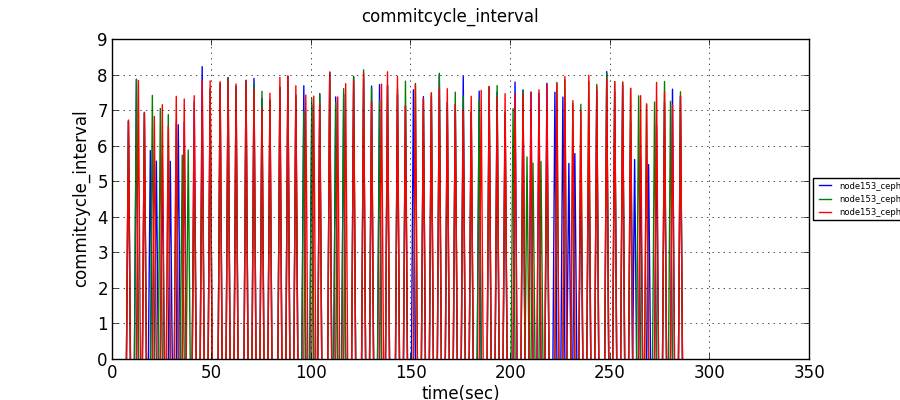 commitcycle_interval
commitcycle_interval
9
8
7
6
5
4
3
2
1
0
0 50 100 150 200 250 300 350
time(sec)
node153_ceph
node153_ceph
node153_ceph